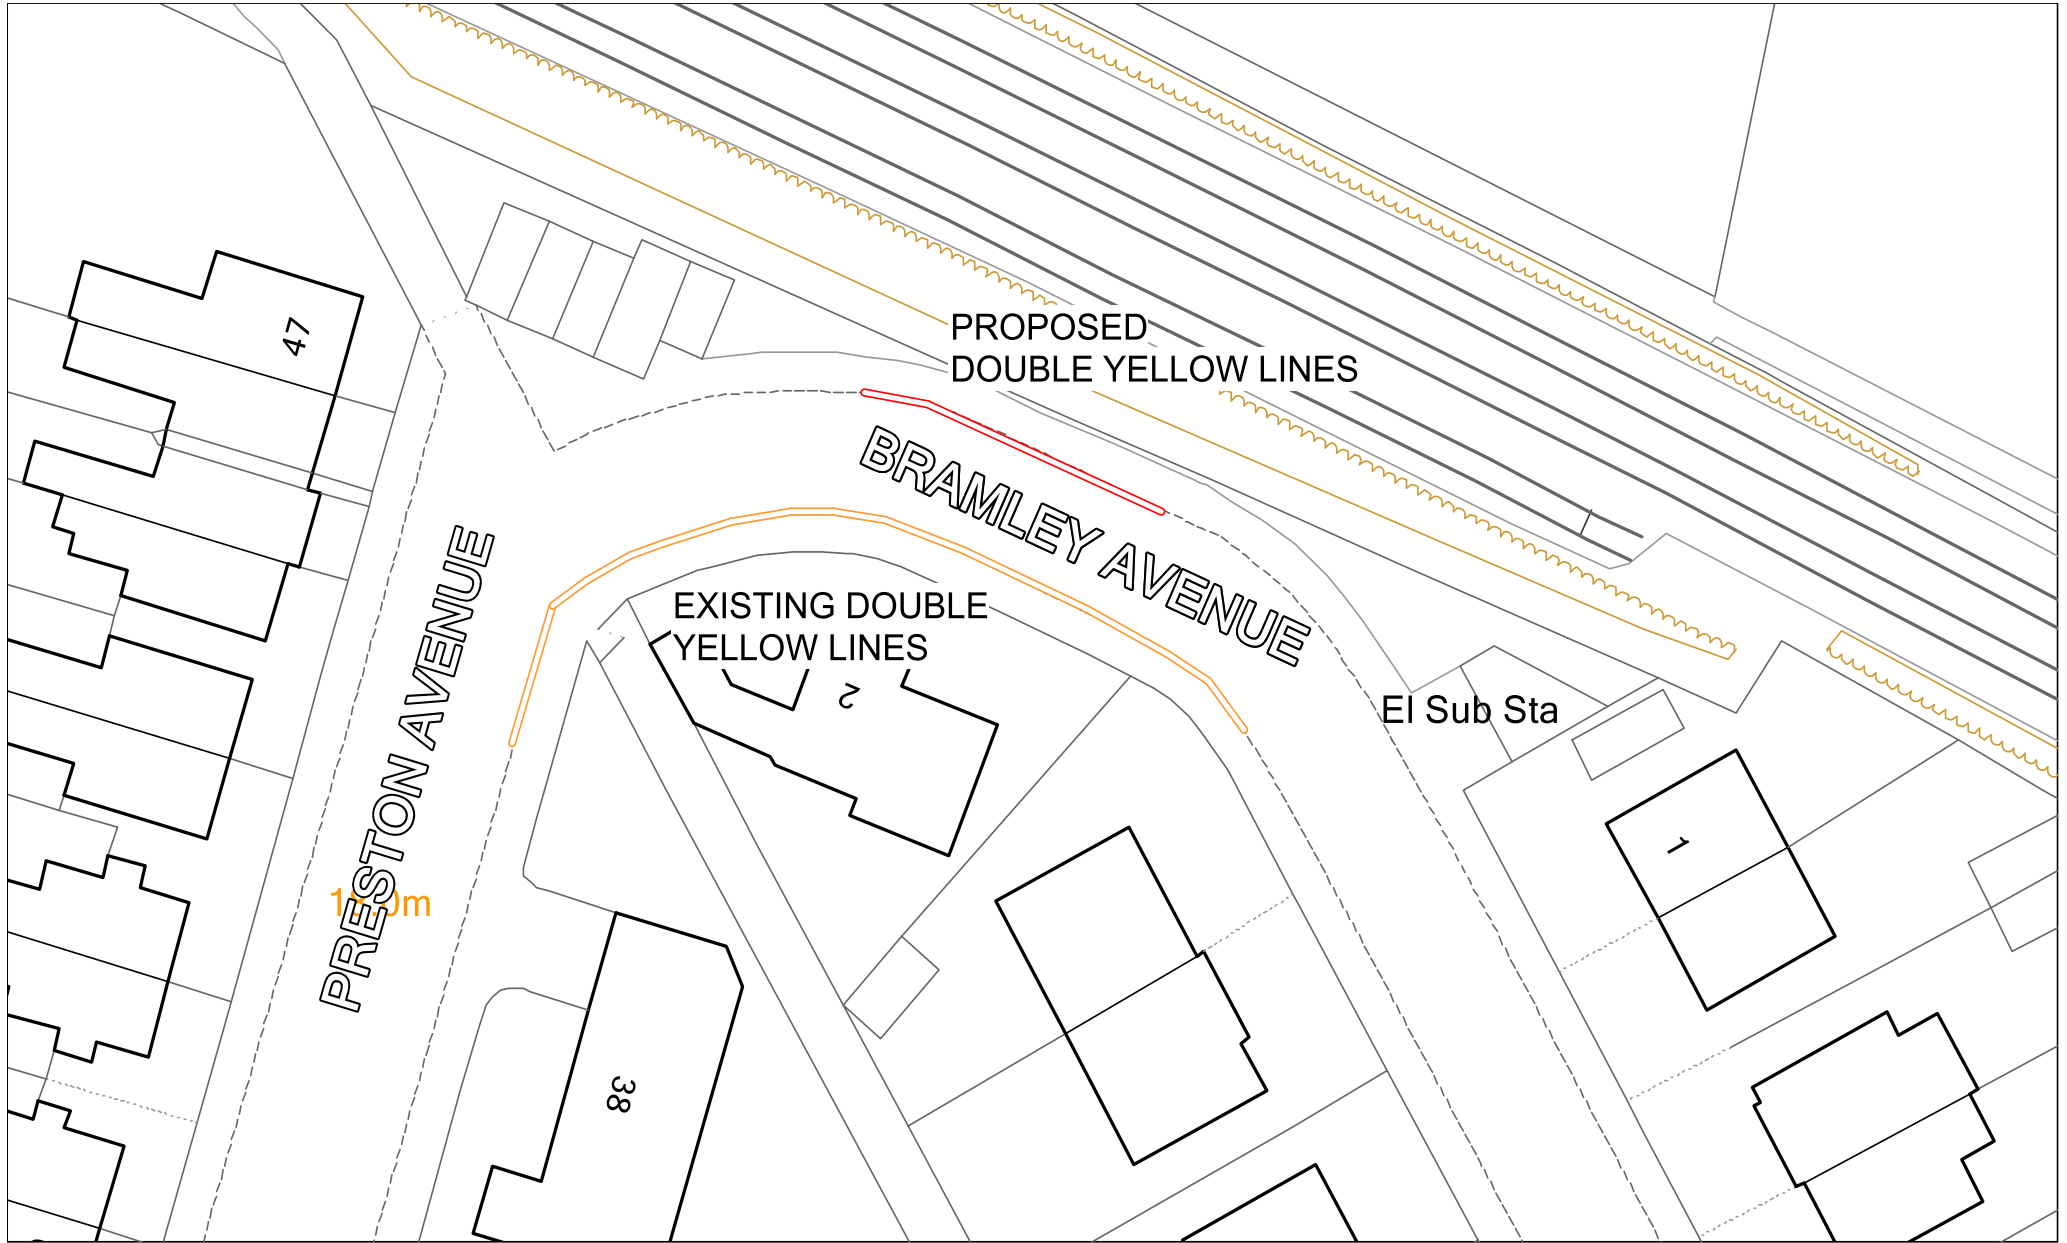 47
PROPOSED
DOUBLE YELLOW LINES
BRAMLEY AVENUE
EXISTING DOUBLE
YELLOW LINES
2
PRESTON AVENUE
El Sub Sta
1
38